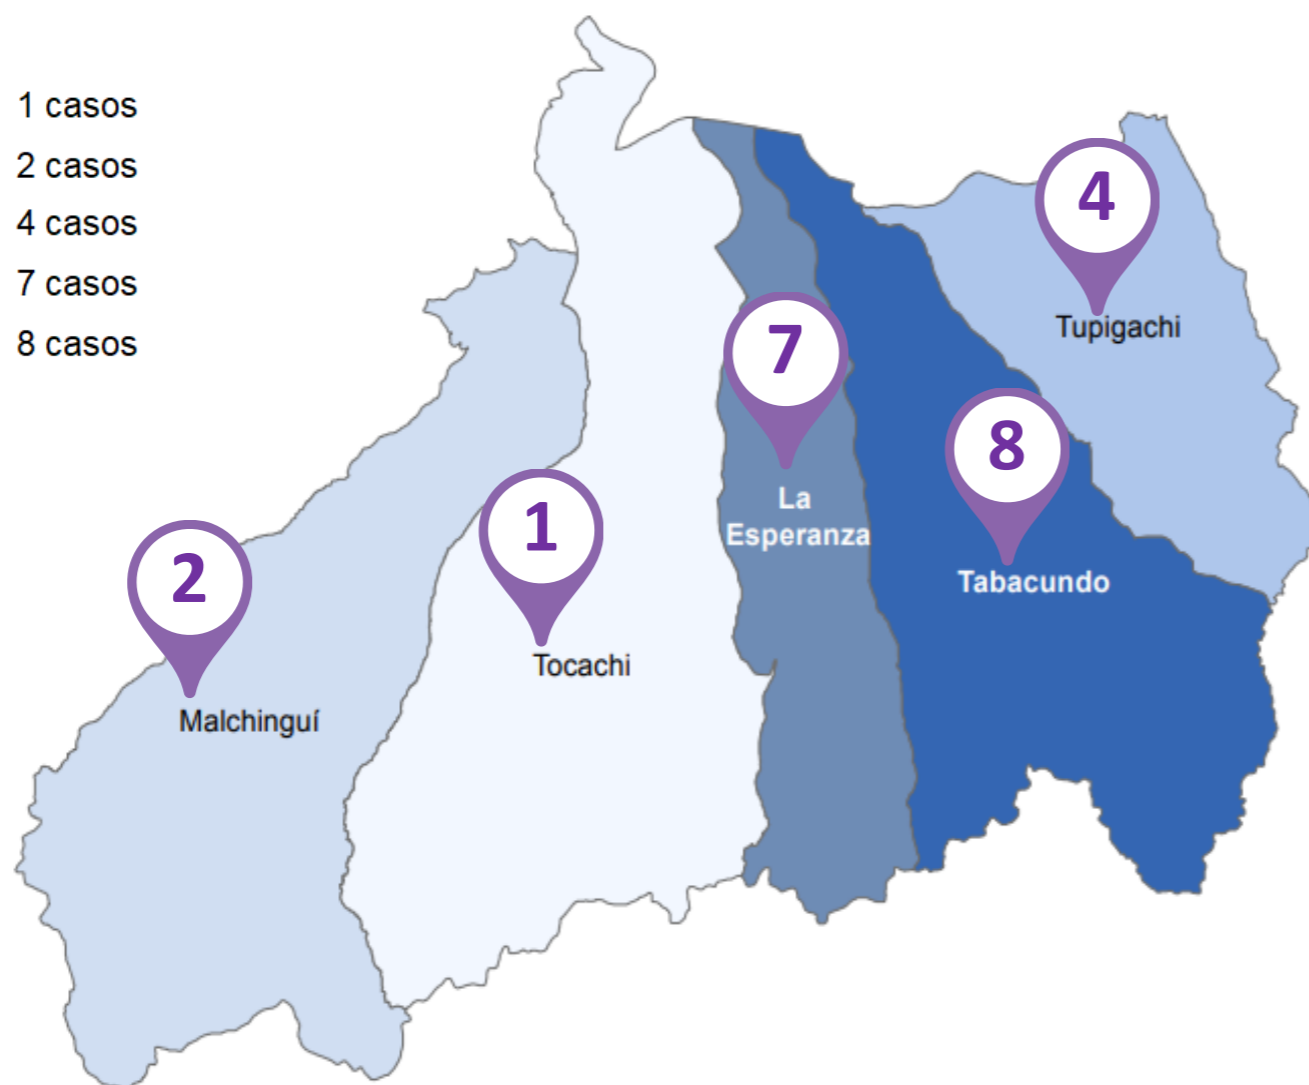 1 casos
2 casos
4 casos
7 casos
8 casos
4
Tupigachi
7
La
Esperanza
8
Tabacundo
1
Tocachi
2
Malchinguí